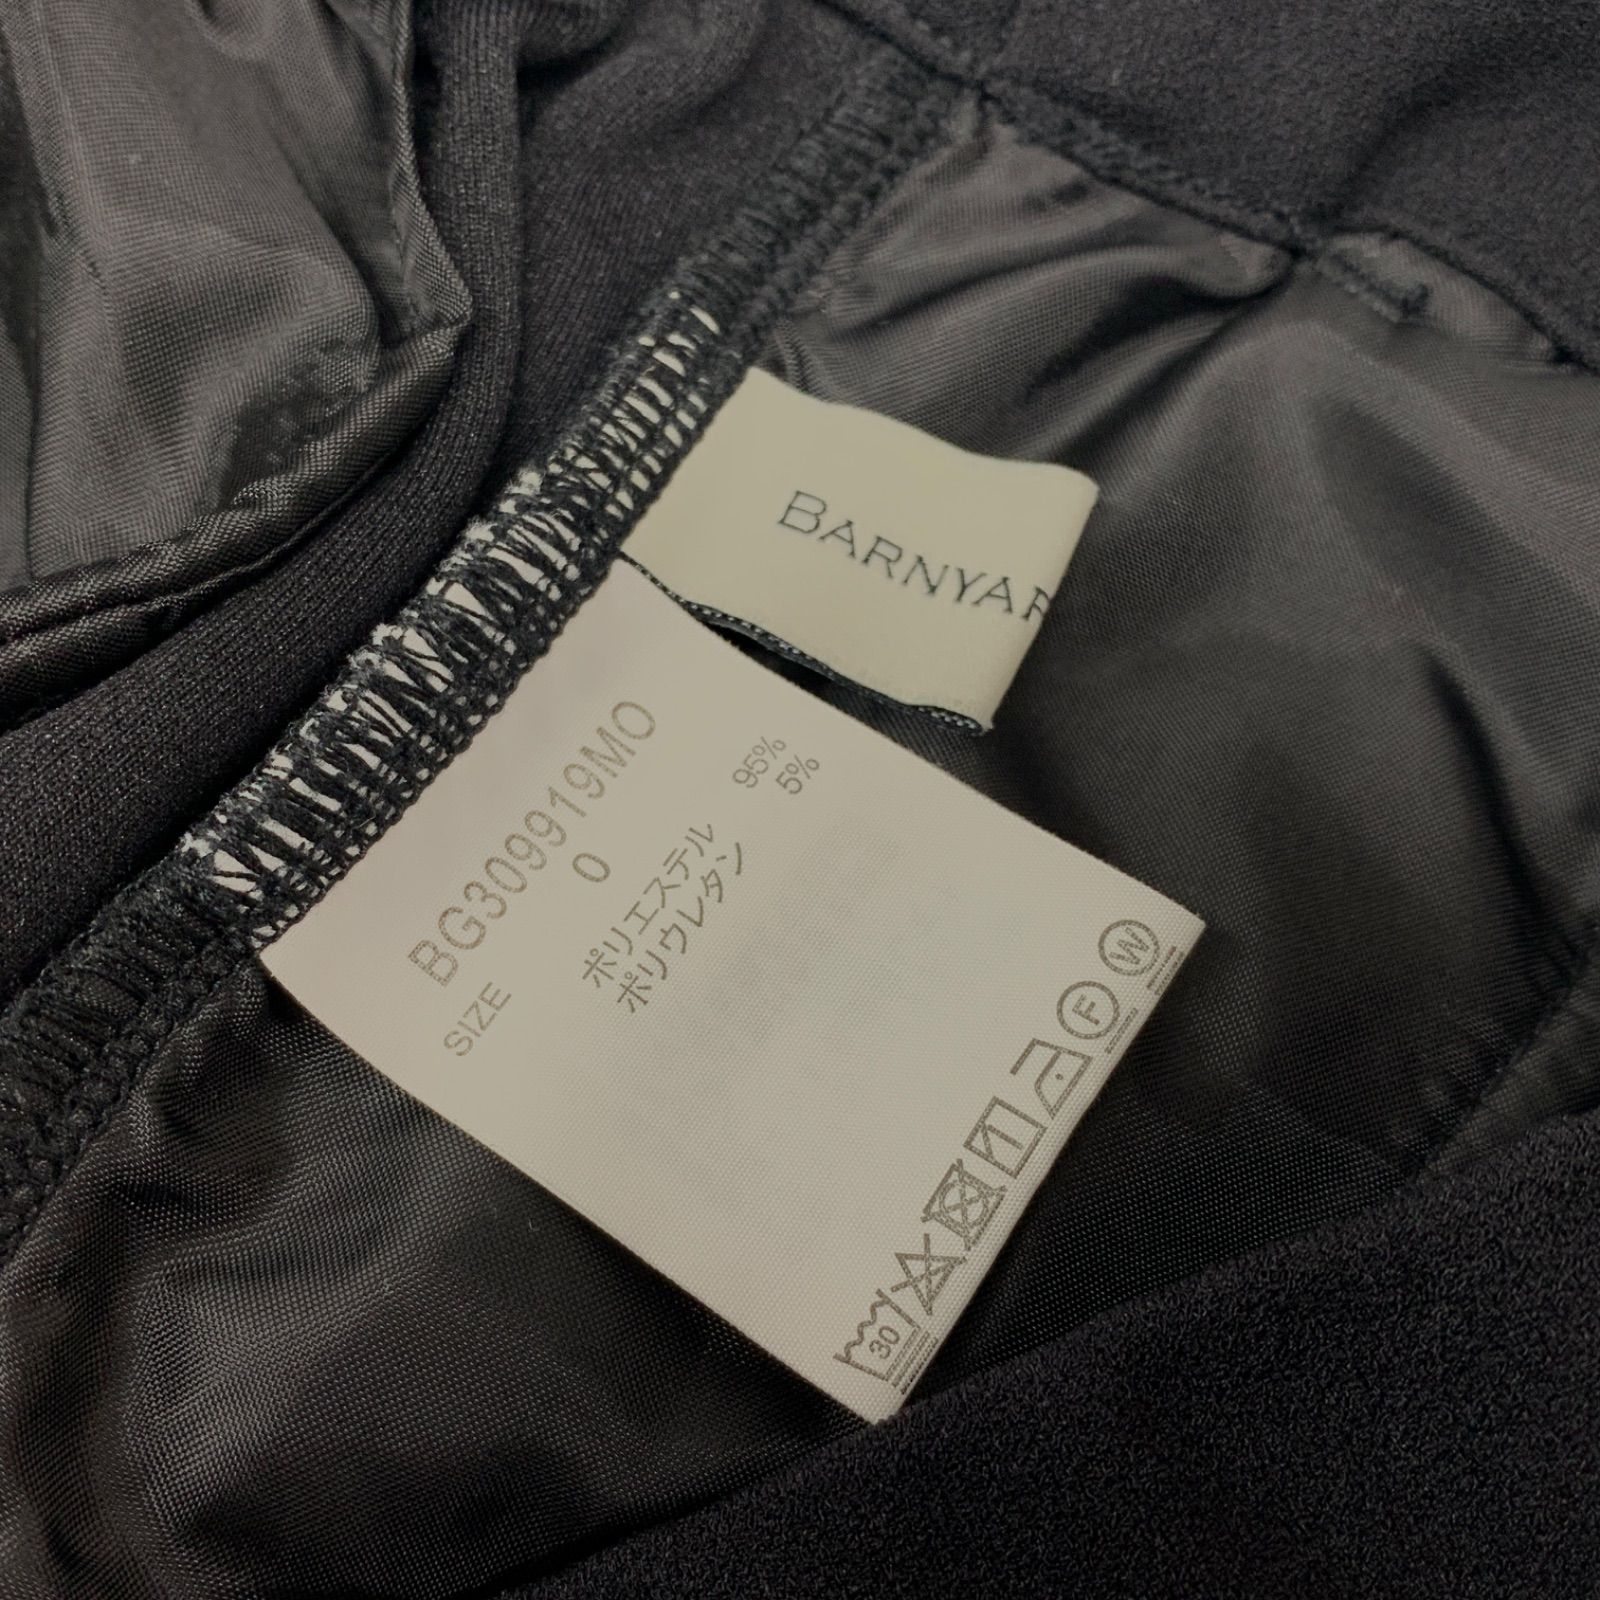 BARNYAR
BG309919MO
SIZE 0
ポリエステル 95%
ポリウレタン 5%
30
F
W